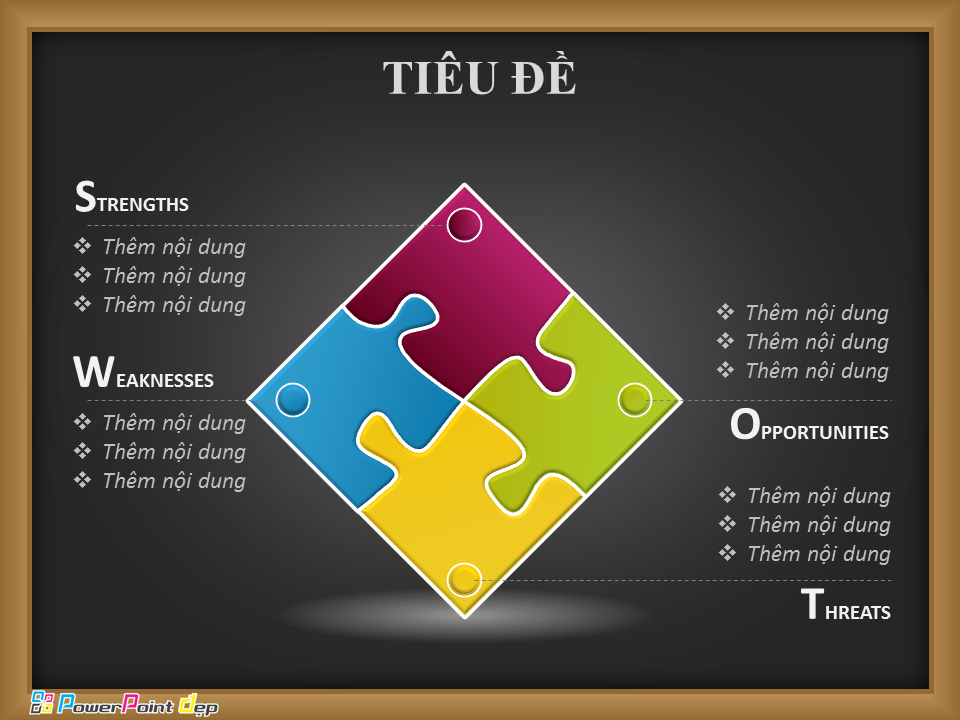 TIÊU ĐỀ
STRENGTHS
Thêm nội dung
Thêm nội dung
Thêm nội dung
WEAKNESSES
Thêm nội dung
Thêm nội dung
Thêm nội dung
Thêm nội dung
Thêm nội dung
Thêm nội dung
OPPORTUNITIES
Thêm nội dung
Thêm nội dung
Thêm nội dung
THREATS
PowerPoint đẹp